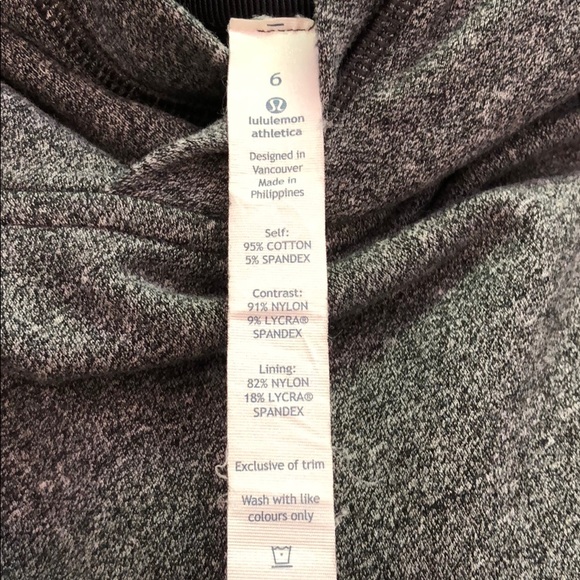 6
lululemon
athletica
Designed in
Vancouver
Made in
Philippines
Self:
95% COTTON
5% SPANDEX
Contrast:
91% NYLON
9% LYCRA®
SPANDEX
Lining:
82% NYLON
18% LYCRA®
SPANDEX
Exclusive of trim
Wash with like
colours only